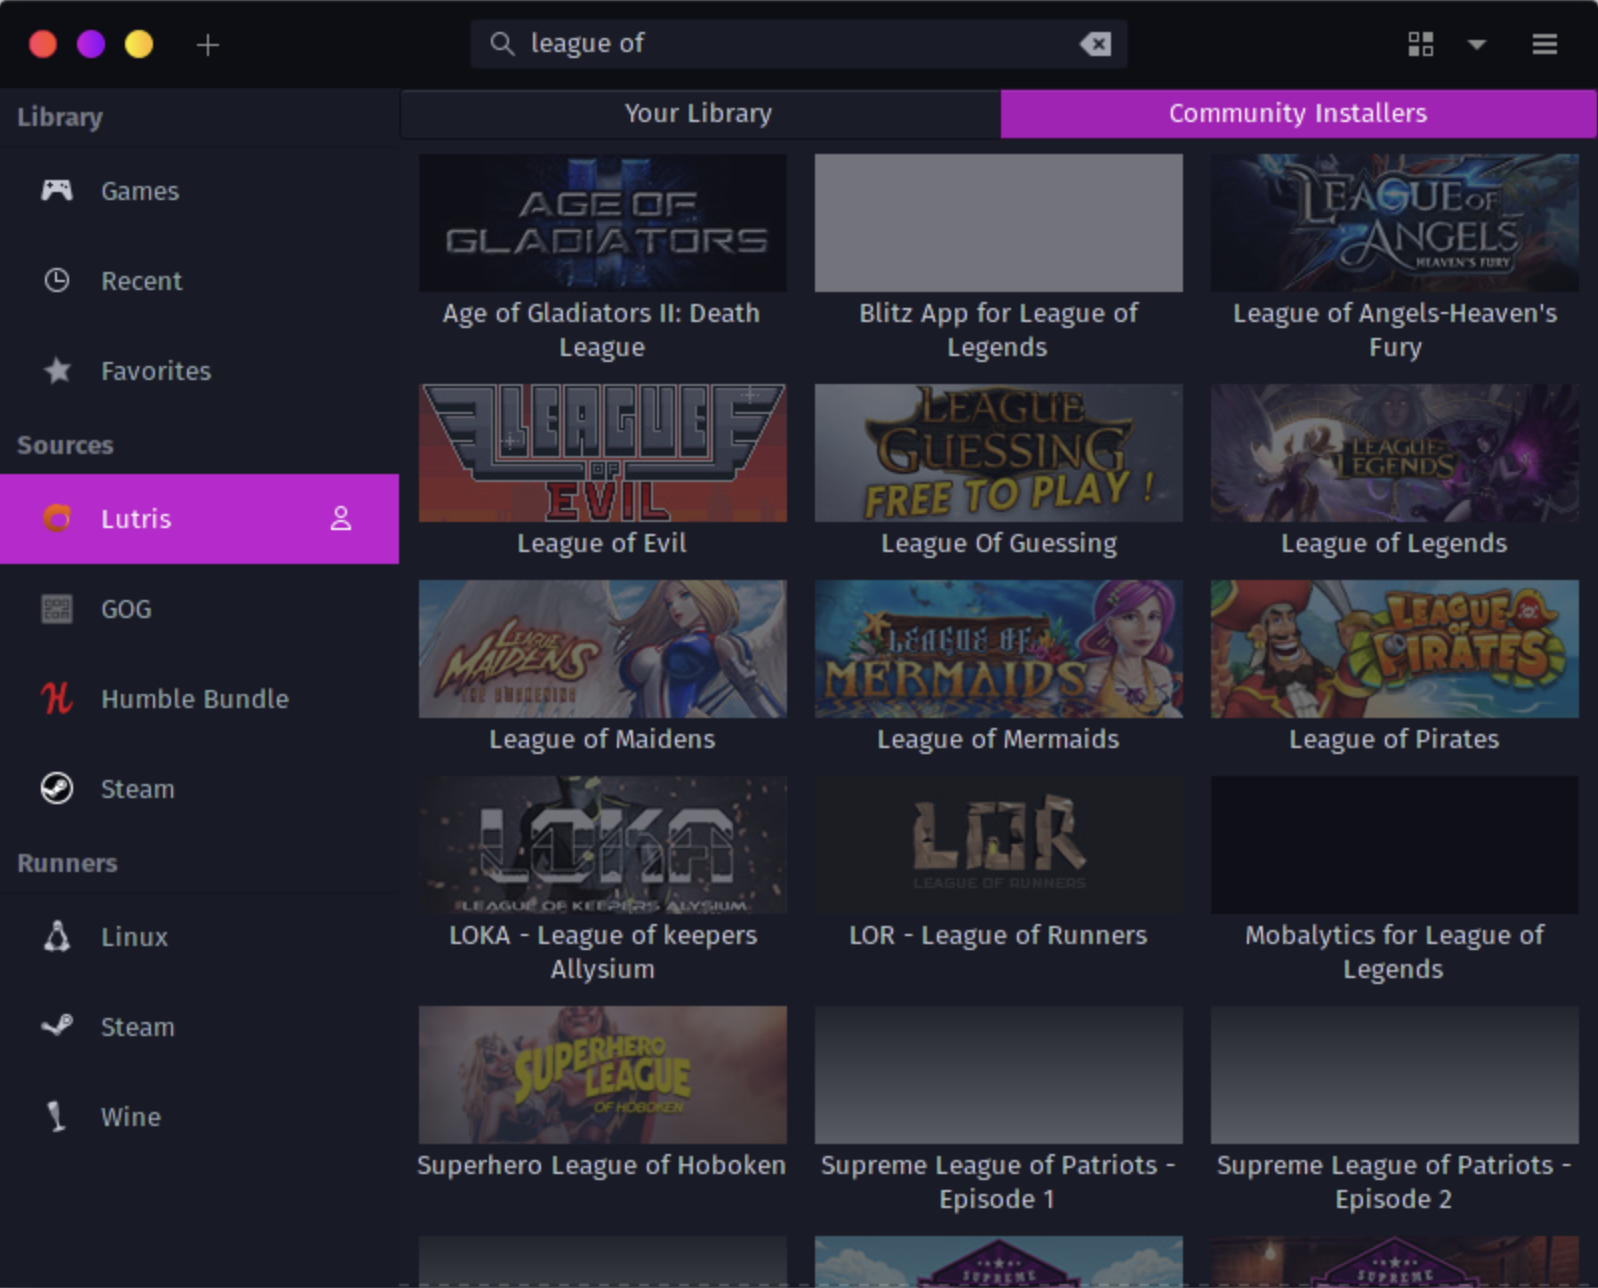 league of
Library
Games
Recent
Favorites
Sources
Lutris
GOG
COM
GOG
Humble Bundle
Steam
Runners
Linux
Steam
Wine
Your Library
Community Installers
AGE OF
GLADIATORS
Age of Gladiators II: Death
League
Blitz App for League of
Legends
LEAGUE OF
ANGELS
HEAVEN'S FURY
League of Angels-Heaven's
Fury
LEAGUE
OF
EVIL
League of Evil
LEAGUE
GUESSING
FREE TO PLAY !
League Of Guessing
LEAGUE
LEGENDS
League of Legends
LEAGUE
MAIDENS
THE AWAKENING
League of Maidens
LEAGUE OF
MERMAIDS
League of Mermaids
LEAGUE
OF
PIRATES
League of Pirates
LOKA
LEAGUE OF KEEPERS ALYSIUM
LOKA - League of keepers
Allysium
LOR
LEAGUE OF RUNNERS
LOR - League of Runners
Mobalytics for League of
Legends
SUPERHERO
LEAGUE
OF HOBOKEN
Superhero League of Hoboken
Supreme League of Patriots -
Episode 1
Supreme League of Patriots -
Episode 2
SUPREME
SUPREME